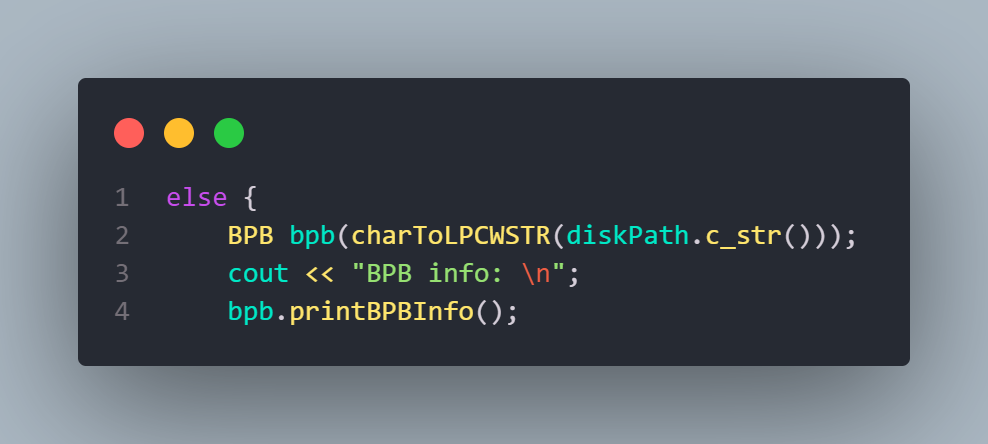 1 else {
2     BPB bpb(charToLPCWSTR(diskPath.c_str()));
3     cout << "BPB info: \n";
4     bpb.printBPBInfo();